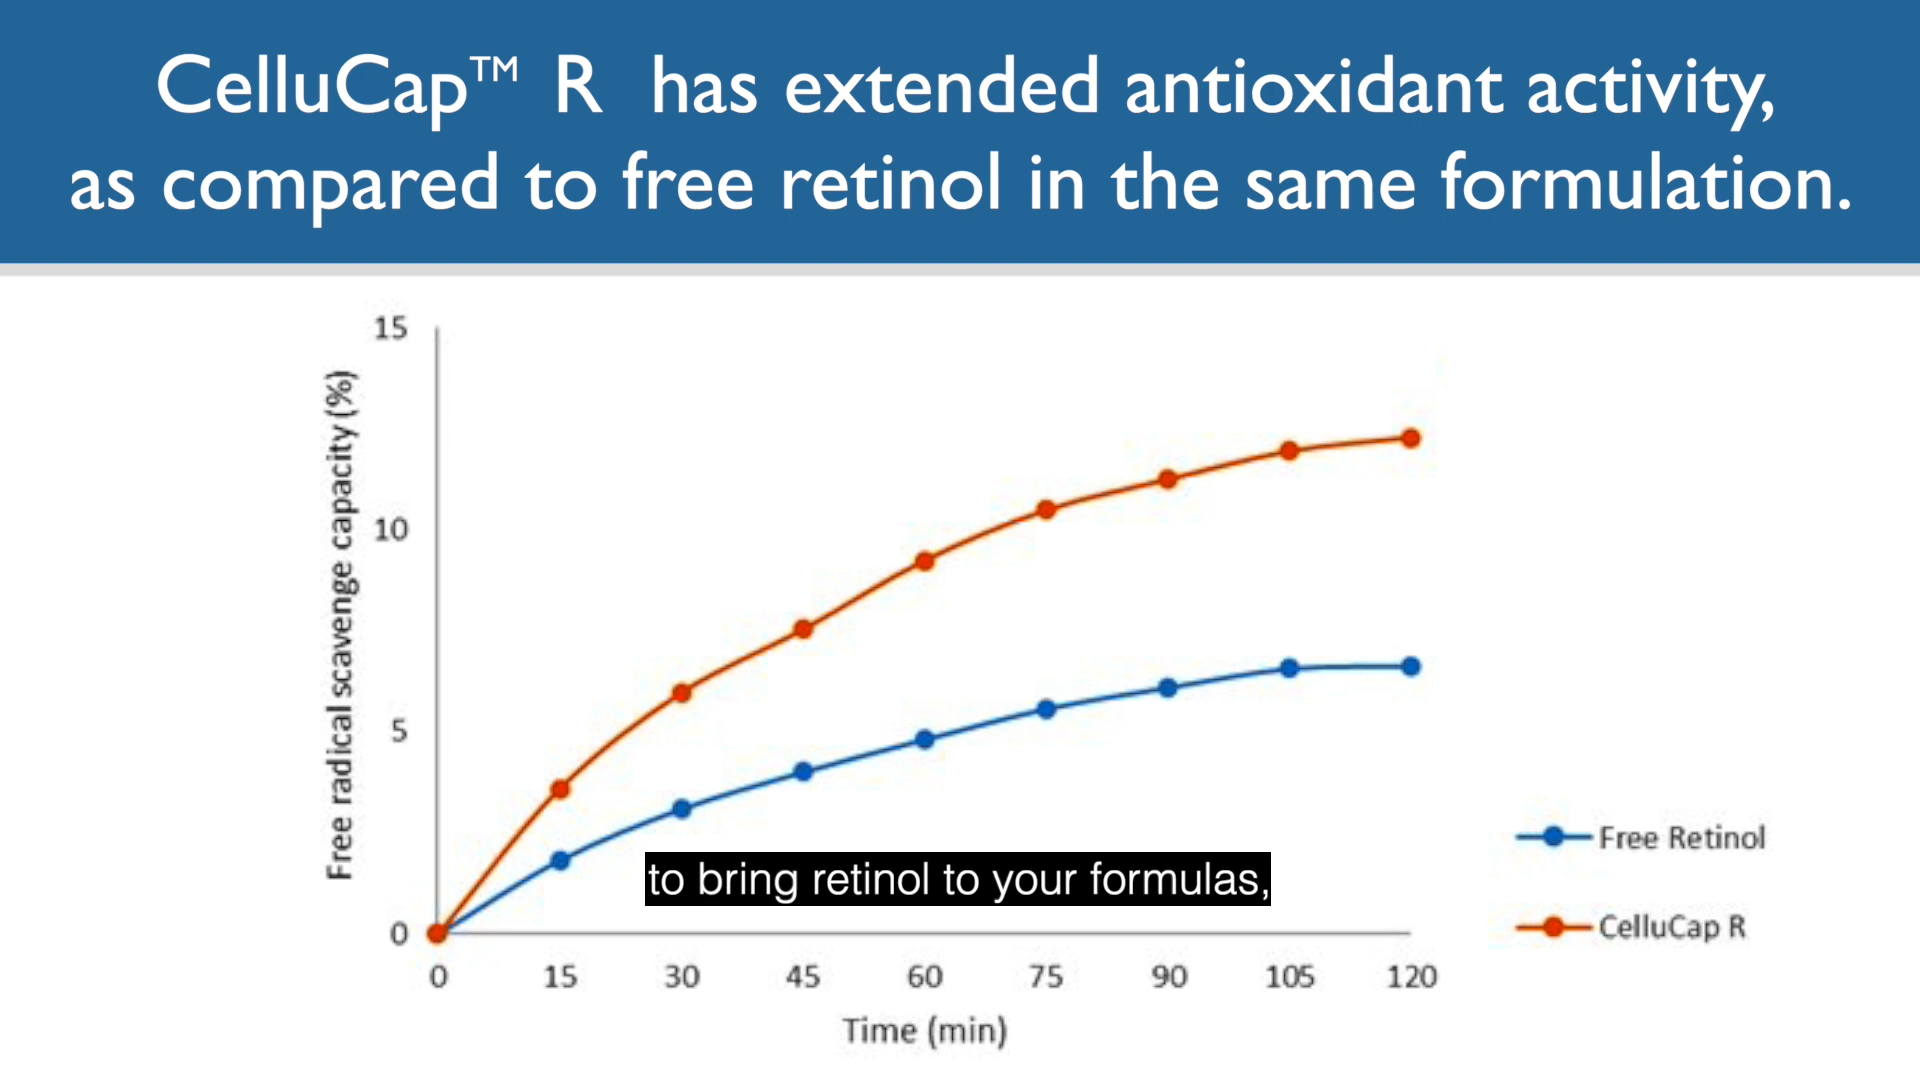 CelluCap™ R has extended antioxidant activity,
as compared to free retinol in the same formulation.
Free radical scavenge capacity (%)
15
10
5
0
0 15 30 45 60 75 90 105 120
Time (min)
Free Retinol
CelluCap R
to bring retinol to your formulas,